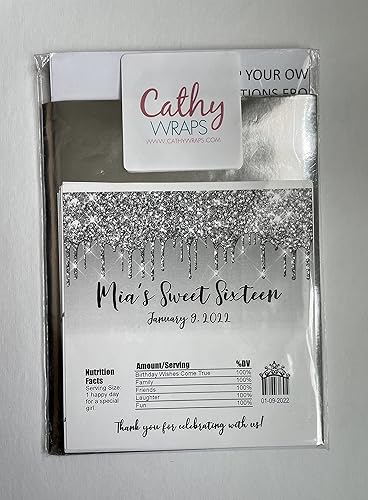 P YOUR OW
TIONS FROM
Cathy
WRAPS
WWW.CATHYWRAPS.COM
Mia's Sweet Sixteen
January 9, 2022
Nutrition
Facts
Serving Size:
1 happy day
for a special
girl.
Amount/Serving %DV
Birthday Wishes Come True 100%
Family 100%
Friends 100%
Laughter 100%
Fun 100%
01-09-2022
Thank you for celebrating with us!